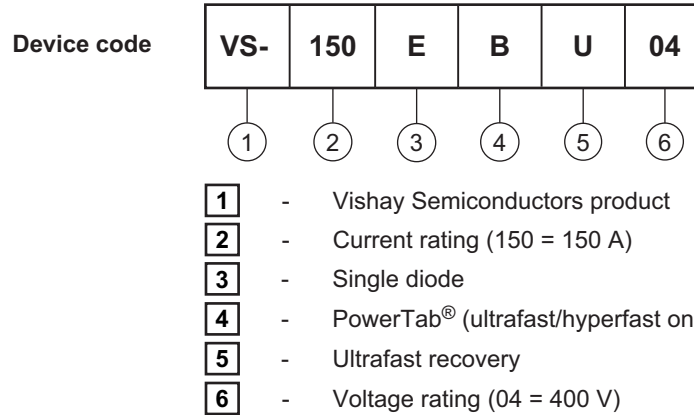 Device code VS- 150 E B U 04
1 2 3 4 5 6
1 - Vishay Semiconductors product
2 - Current rating (150 = 150 A)
3 - Single diode
4 - PowerTab® (ultrafast/hyperfast on
5 - Ultrafast recovery
6 - Voltage rating (04 = 400 V)